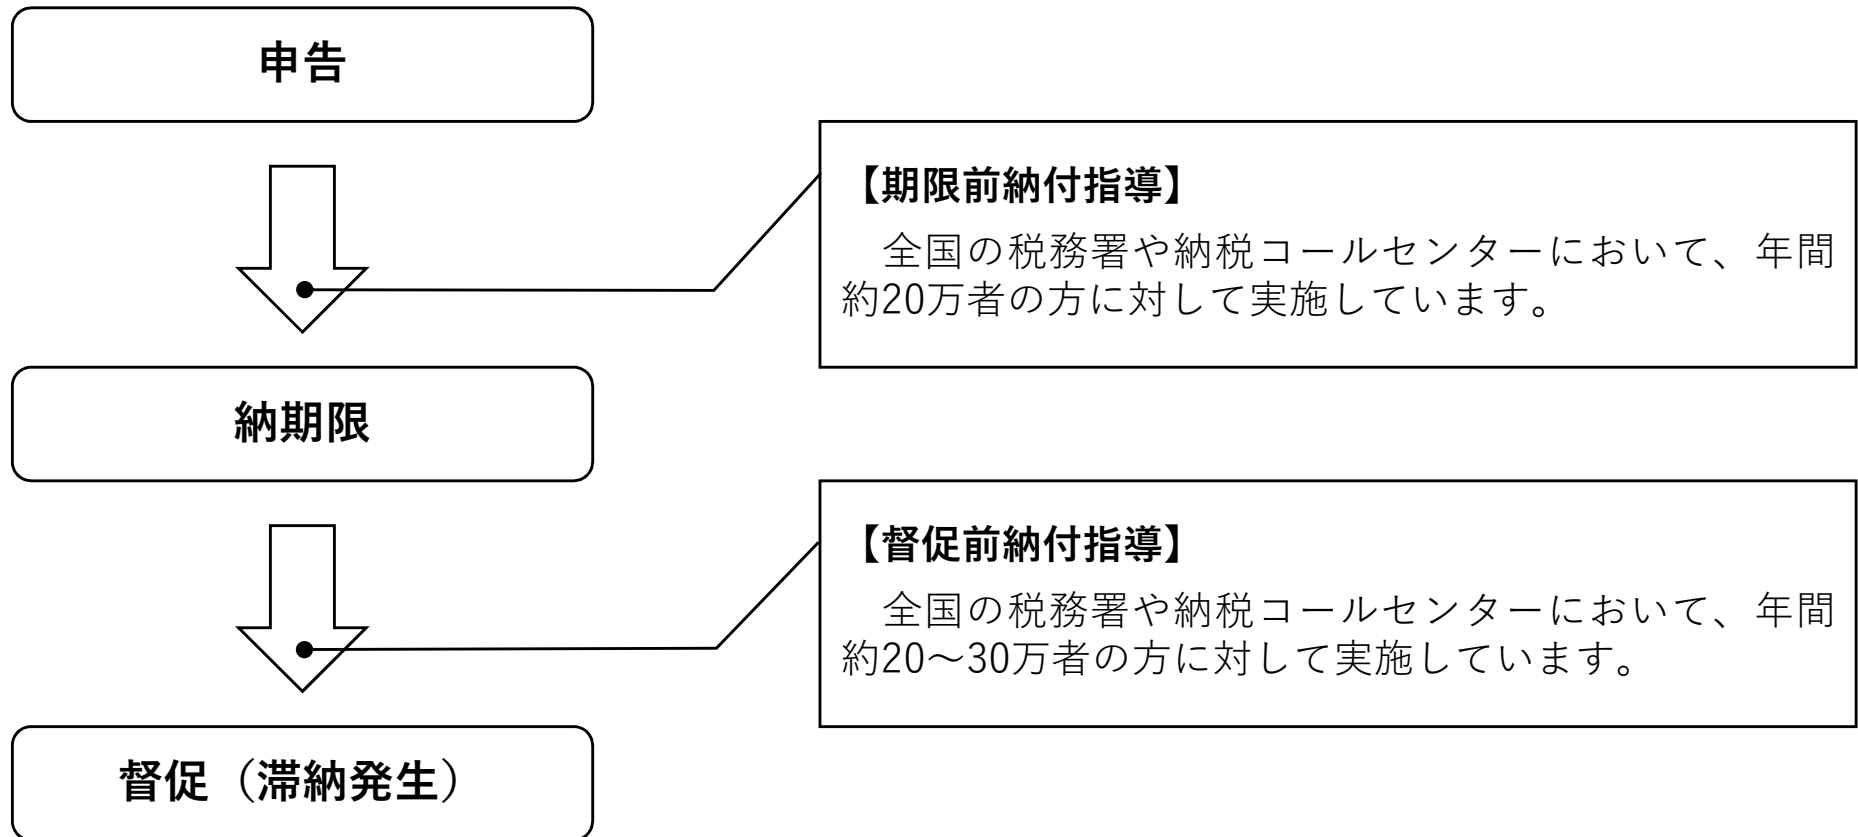 申告
【期限前納付指導】
全国の税務署や納税コールセンターにおいて、年間
約20万者の方に対して実施しています。
納期限
【督促前納付指導】
全国の税務署や納税コールセンターにおいて、年間
約20～30万者の方に対して実施しています。
督促（滞納発生）